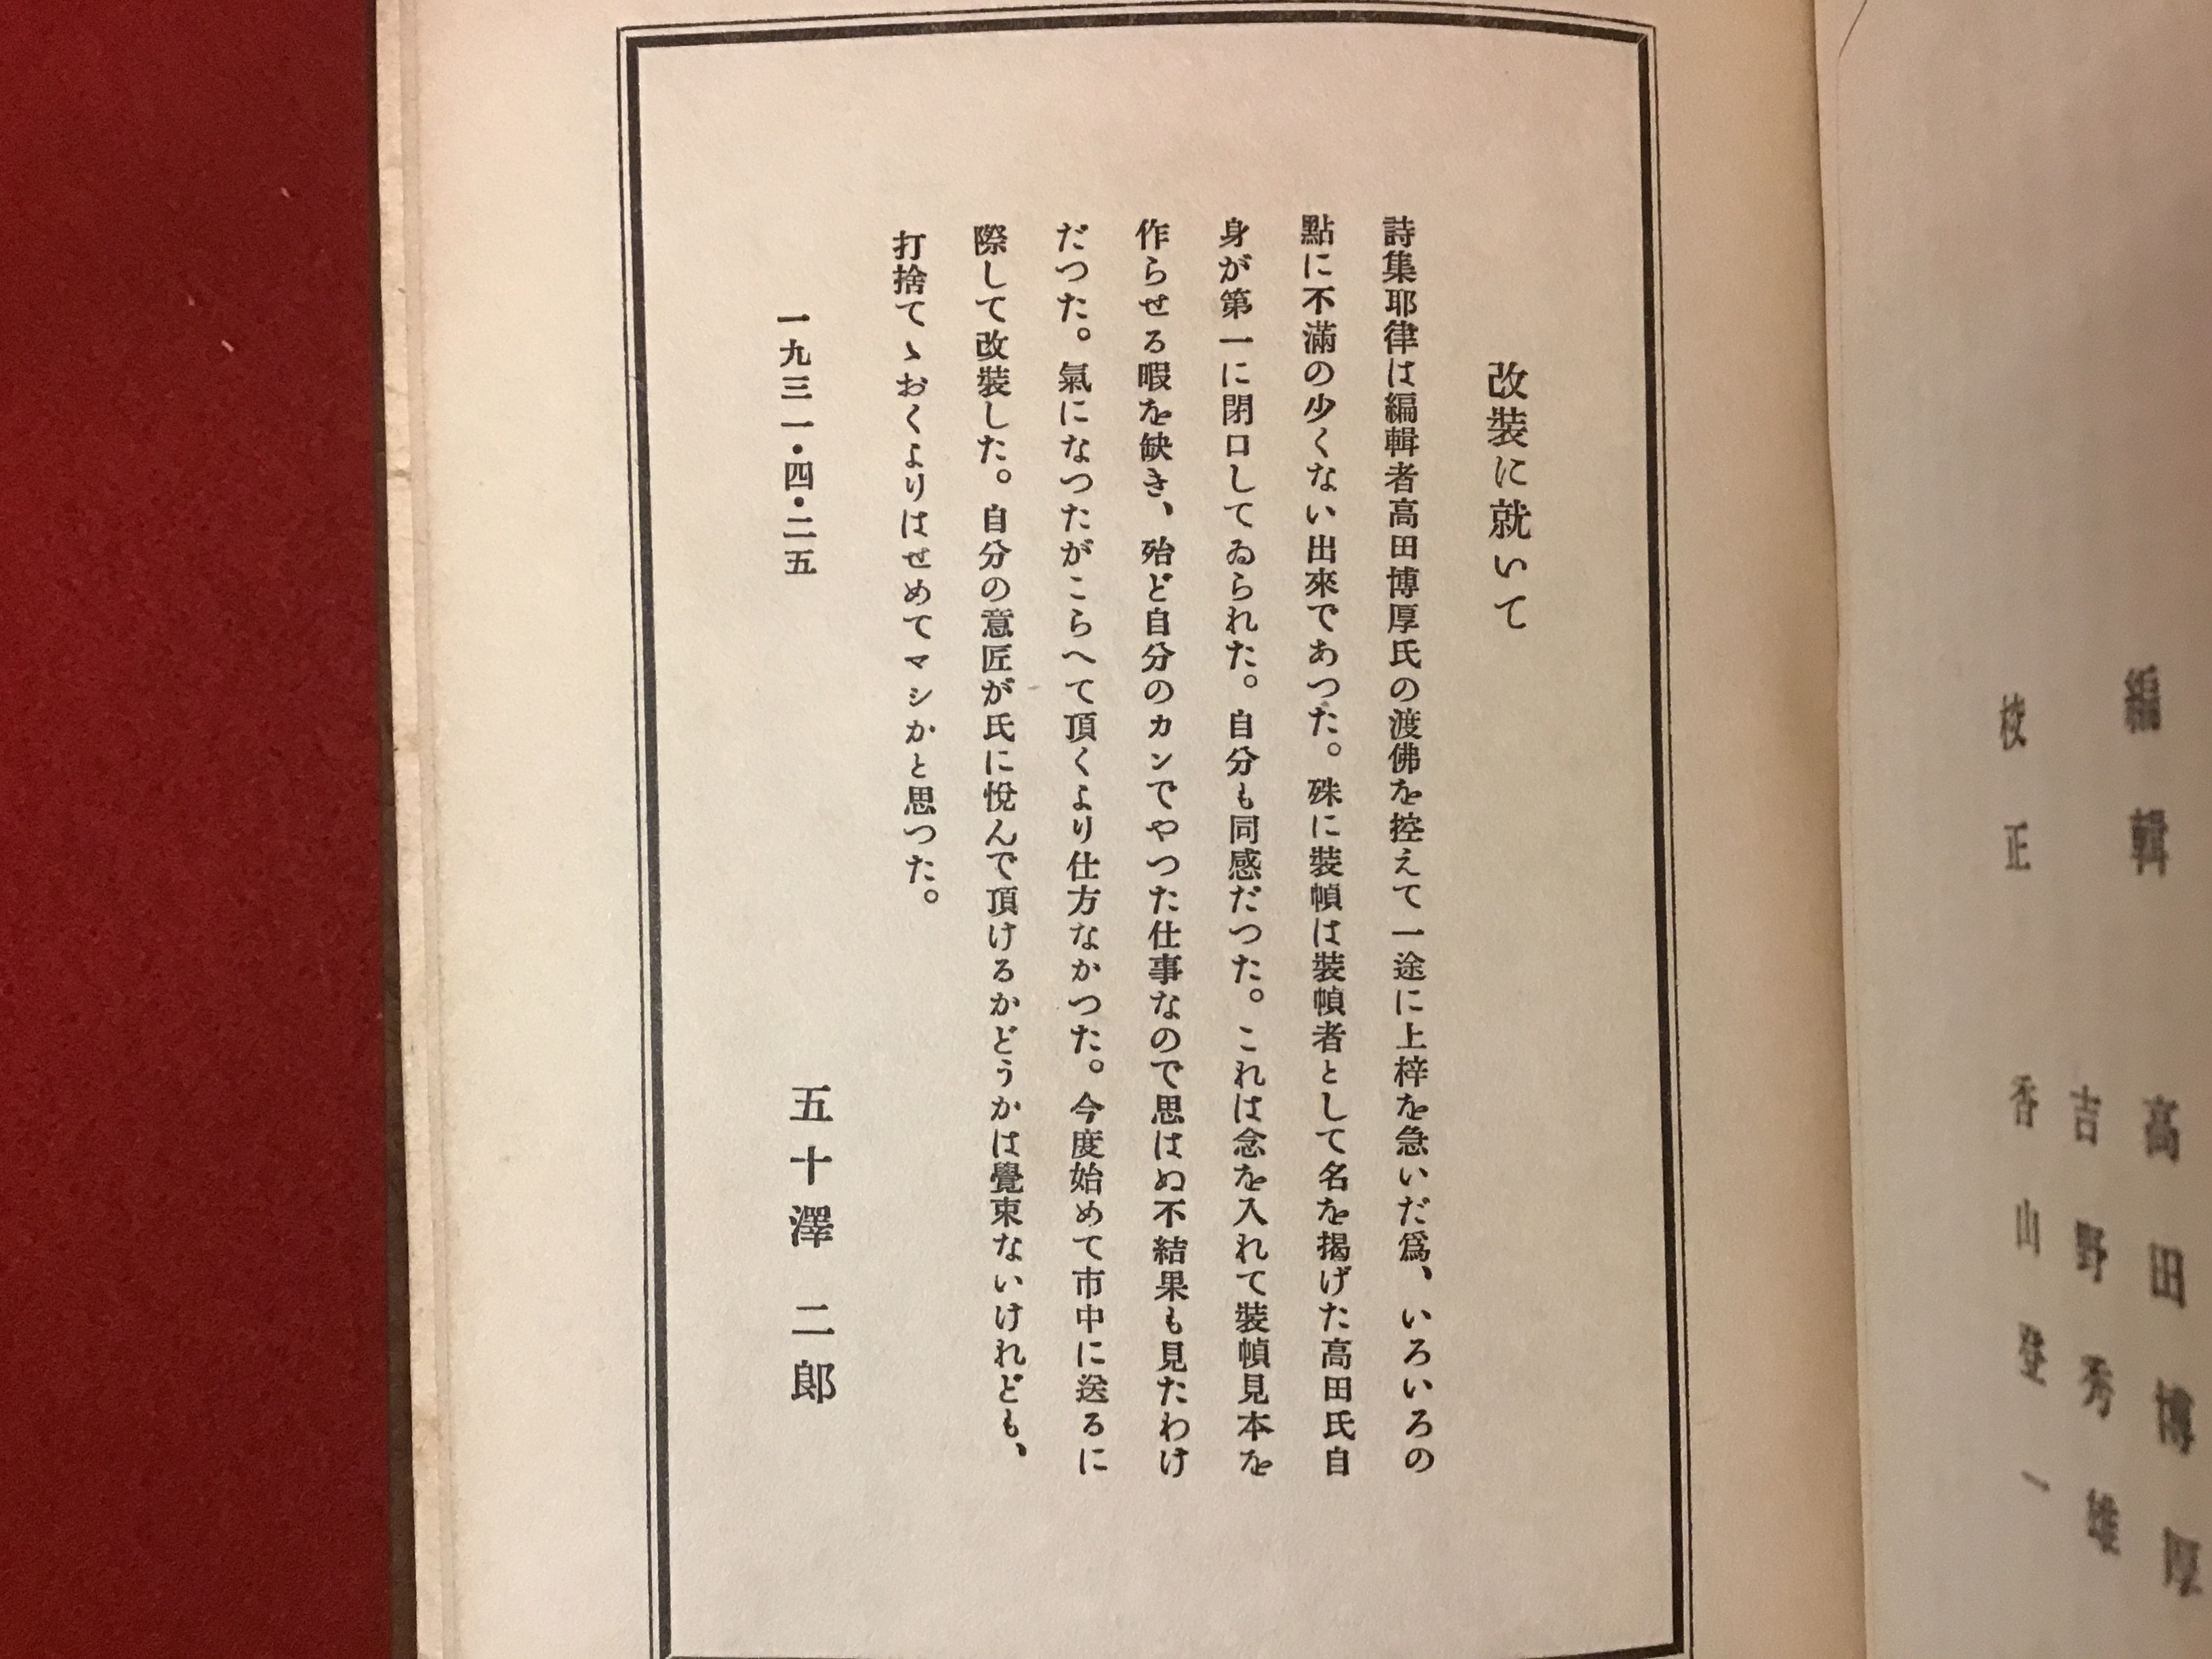 編輯　高田博厚
吉野秀雄
校正　香山登一
改装に就いて
詩集耶律は編輯者高田博厚氏の渡佛を控えて一途に上梓を急いだ爲、いろいろの
點に不滿の少くない出來であつた。殊に装幀は装幀者として名を揭げた高田氏自
身が第一に閉口してゐられた。自分も同感だつた。これは念を入れて装幀見本を
作らせる暇を缺き、殆ど自分のカンでやつた仕事なので思はぬ不結果も見たわけ
だつた。氣になつたがこらへて頂くより仕方なかつた。今度始めて市中に送るに
際して改裝した。自分の意匠が氏に悅んで頂けるかどうかは覺束ないけれども、
打捨てゝおくよりはせめてマシかと思つた。
一九三一・四・二五
五十澤　二郎